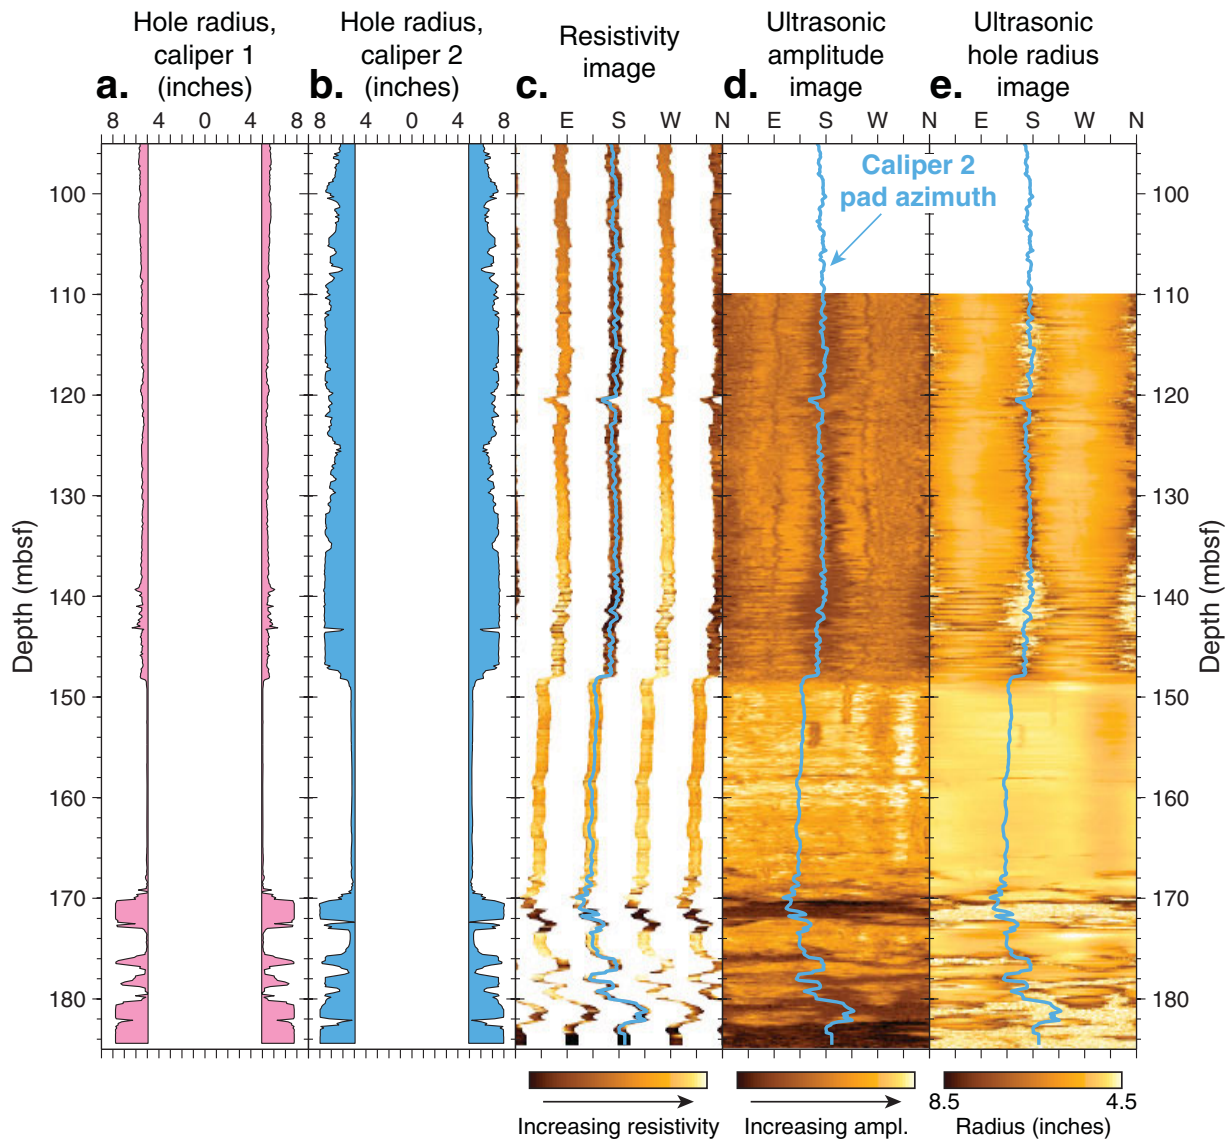 Hole radius,
caliper 1
(inches)
a.
Hole radius,
caliper 2
(inches)
b.
Resistivity
image
c.
Ultrasonic
amplitude
image
d.
Ultrasonic
hole radius
image
e.
8 4 0 4 8
8 4 0 4 8
E S W N
E S W N
E S W N
Caliper 2
pad azimuth
Depth (mbsf)
100
110
120
130
140
150
160
170
180
100
110
120
130
140
150
160
170
180
Depth (mbsf)
Increasing resistivity
Increasing ampl.
8.5 4.5
Radius (inches)